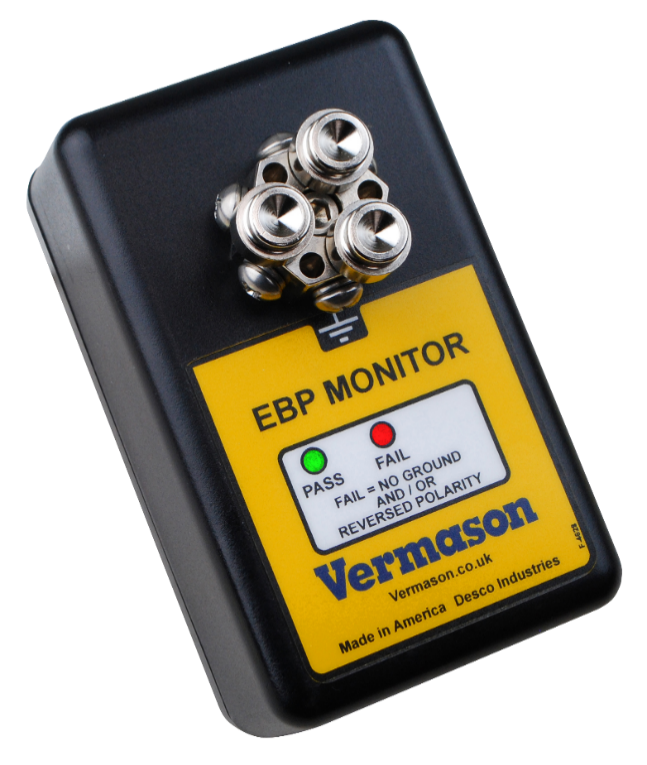 EBP MONITOR
PASS FAIL
FAIL = NO GROUND
AND / OR
REVERSED POLARITY
Vermason
Vermason.co.uk
Made in America Desco Industries